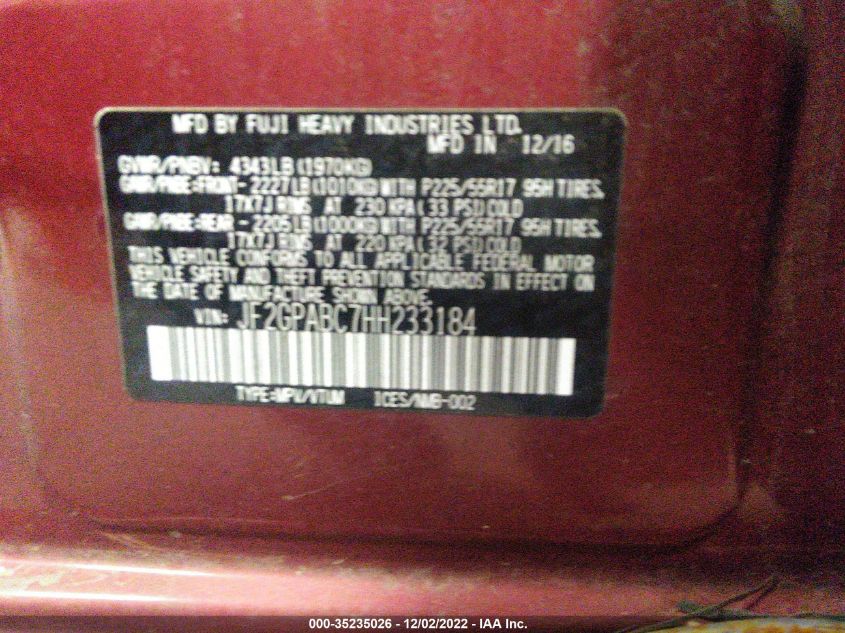 MFD BY FUJI HEAVY INDUSTRIES LTD.
MFD IN 12/16
GVWR/PNBV: 4343LB (1970KG)
GAWR/PNBE:FRONT- 2227LB(1010KG) WITH P225/55R17 95H TIRES.
17X7J RIMS AT 230 KPA( 33 PSI) COLD
GAWR/PNBE:REAR - 2205LB(1000KG) WITH P225/55R17 95H TIRES.
17X7J RIMS AT 220 KPA( 32 PSI) COLD
THIS VEHICLE CONFORMS TO ALL APPLICABLE FEDERAL MOTOR
VEHICLE SAFETY AND THEFT PREVENTION STANDARDS IN EFFECT ON
THE DATE OF MANUFACTURE SHOWN ABOVE.
VIN: JF2GPABC7HH233184
TYPE:MPV/VTUM ICES/NMB-002
000-35235026 - 12/02/2022 - IAA Inc.